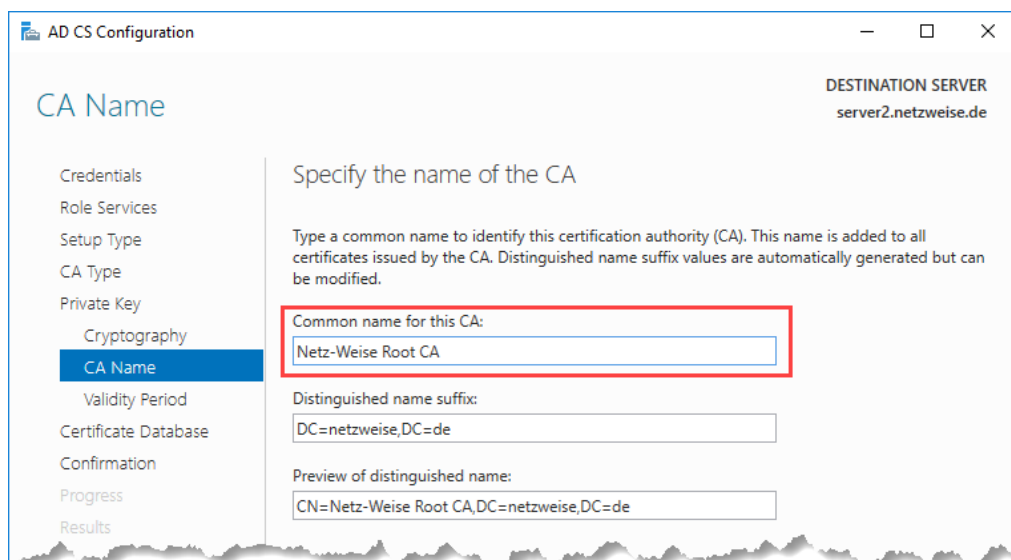 AD CS Configuration
CA Name
DESTINATION SERVER
server2.netzweise.de
Credentials
Role Services
Setup Type
CA Type
Private Key
Cryptography
CA Name
Validity Period
Certificate Database
Confirmation
Progress
Results
Specify the name of the CA
Type a common name to identify this certification authority (CA). This name is added to all
certificates issued by the CA. Distinguished name suffix values are automatically generated but can
be modified.
Common name for this CA:
Netz-Weise Root CA
Distinguished name suffix:
DC=netzweise,DC=de
Preview of distinguished name:
CN=Netz-Weise Root CA,DC=netzweise,DC=de